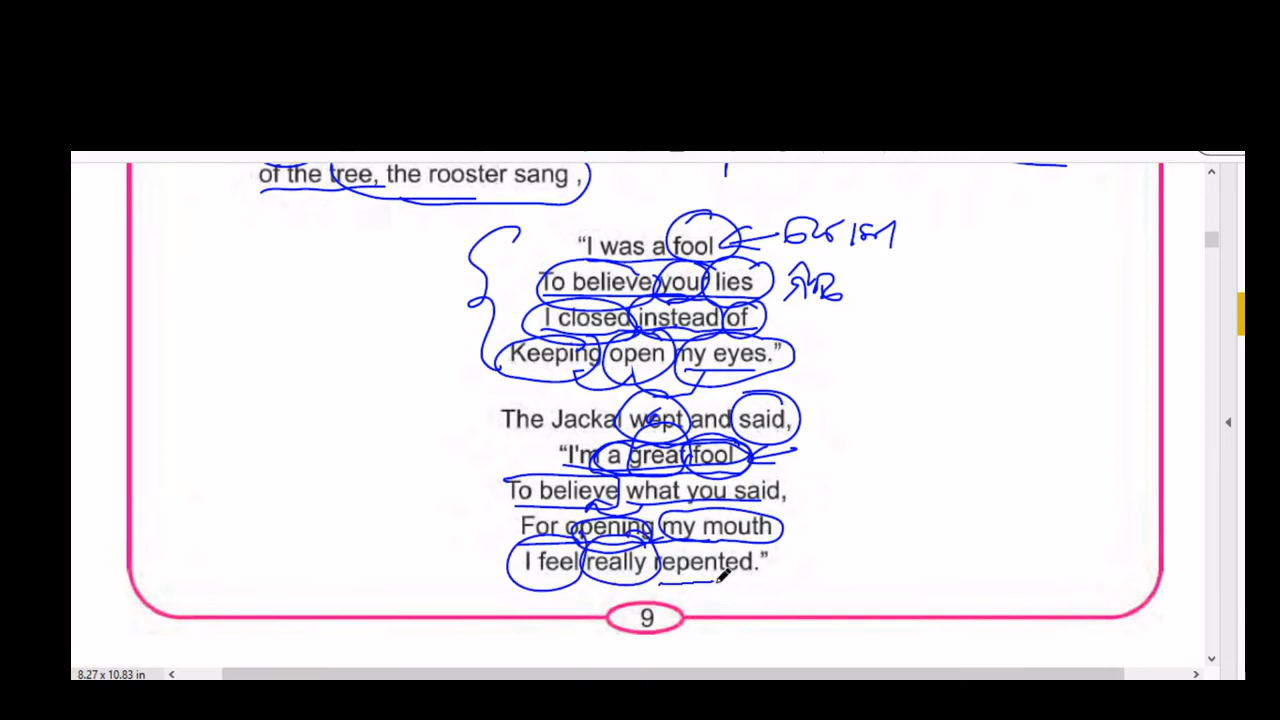 of the tree, the rooster sang ,
“I was a fool
To believe your lies
I closed instead of
Keeping open my eyes.”
The Jackal wept and said,
“I'm a great fool
To believe what you said,
For opening my mouth
I feel really repented.”
9
8.27 x 10.83 in